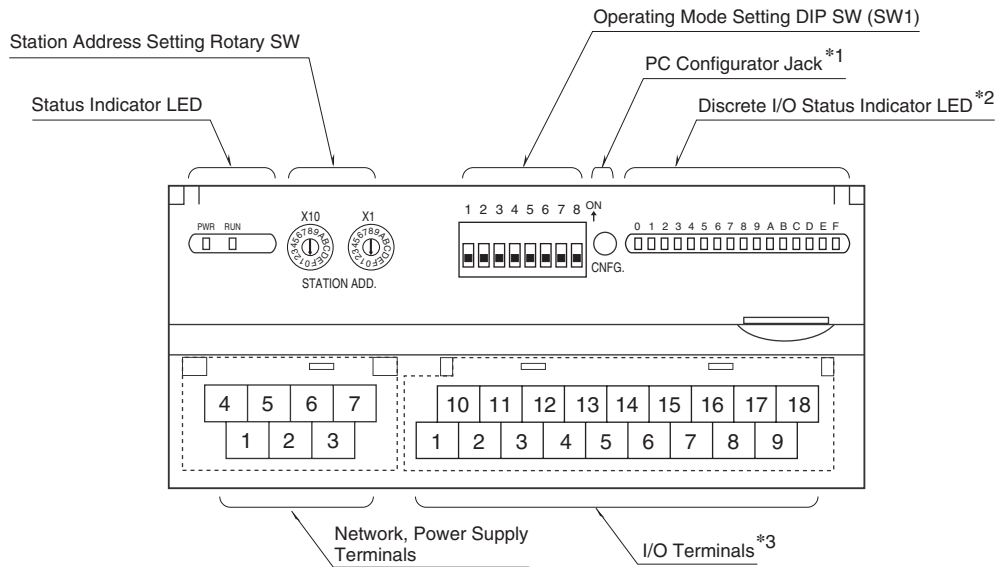 Operating Mode Setting DIP SW (SW1)
Station Address Setting Rotary SW
PC Configurator Jack*1
Status Indicator LED
Discrete I/O Status Indicator LED*2
PWR RUN
X10
0123456789ABCDEF
X1
0123456789ABCDEF
STATION ADD.
1 2 3 4 5 6 7 8 ON
CNFG.
0 1 2 3 4 5 6 7 8 9 A B C D E F
4 5 6 7
1 2 3
10 11 12 13 14 15 16 17 18
1 2 3 4 5 6 7 8 9
Network, Power Supply
Terminals
I/O Terminals*3